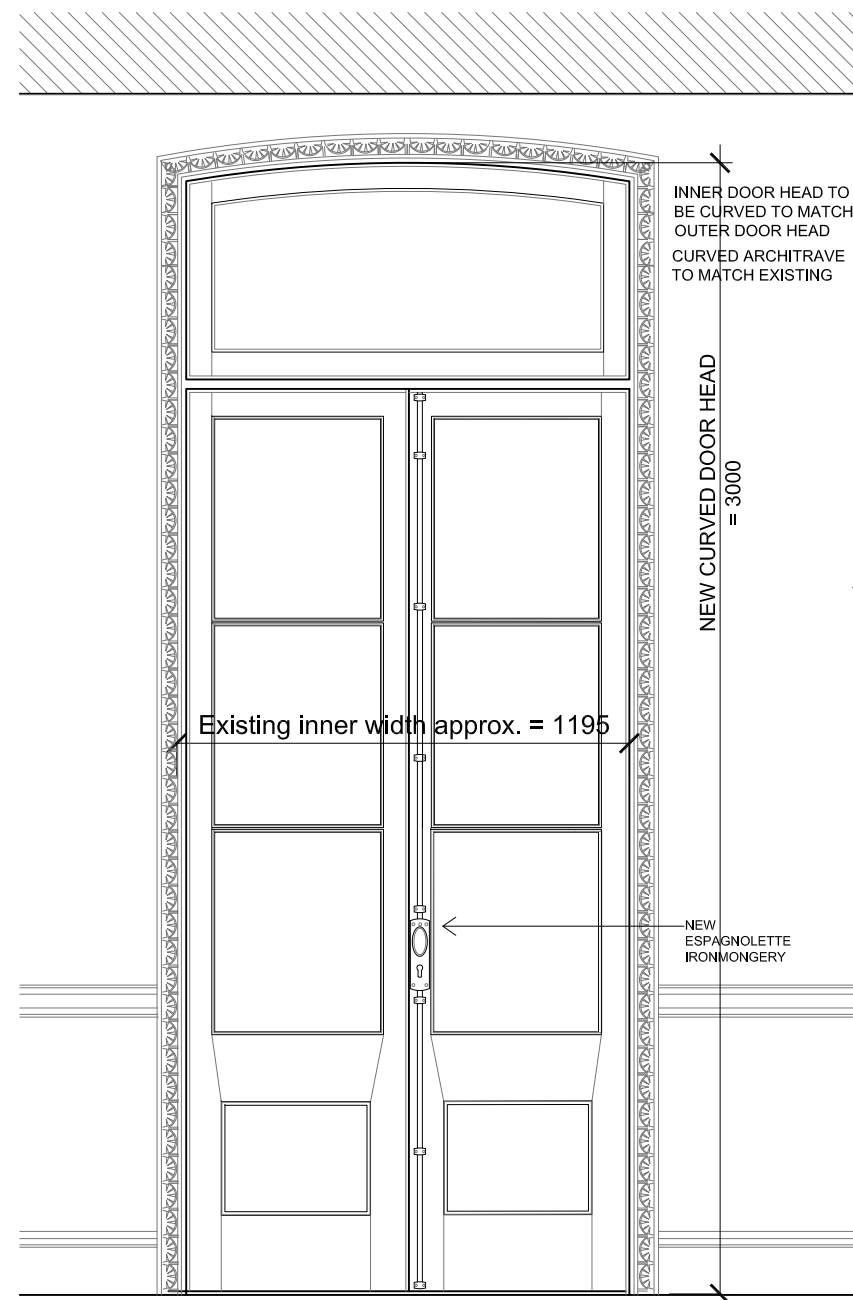 INNER DOOR HEAD TO
BE CURVED TO MATCH
OUTER DOOR HEAD
CURVED ARCHITRAVE
TO MATCH EXISTING
NEW CURVED DOOR HEAD
= 3000
Existing inner width approx. = 1195
NEW
ESPAGNOLETTE
IRONMONGERY